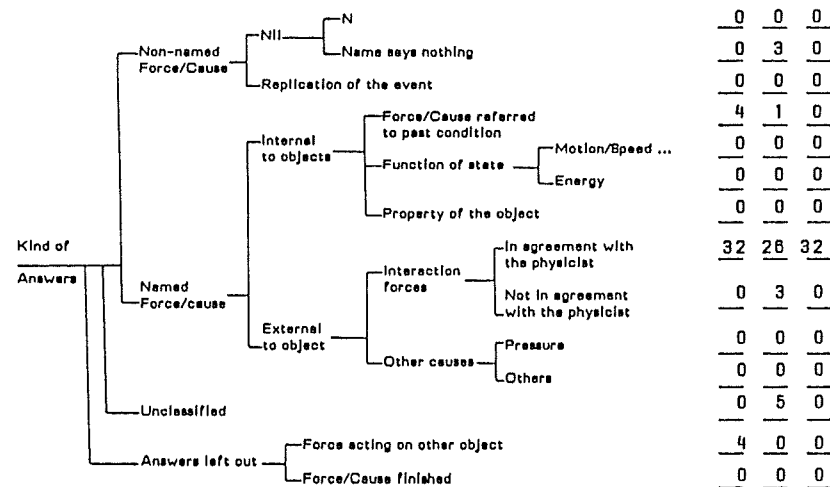 N 0 0 0
Nil
Non-named Name says nothing 0 3 0
Force/Cause
Replication of the event 0 0 0
Force/Cause referred 4 1 0
to past condition
Internal
to objects Motion/Speed ... 0 0 0
Function of state
Energy 0 0 0
Property of the object 0 0 0
Kind of In agreement with 32 26 32
Answers the physicist
Interaction
forces
Named Not in agreement 0 3 0
Force/cause with the physicist
External
to object Pressure 0 0 0
Other causes
Others 0 0 0
Unclassified 0 5 0
Force acting on other object 4 0 0
Answers left out
Force/Cause finished 0 0 0